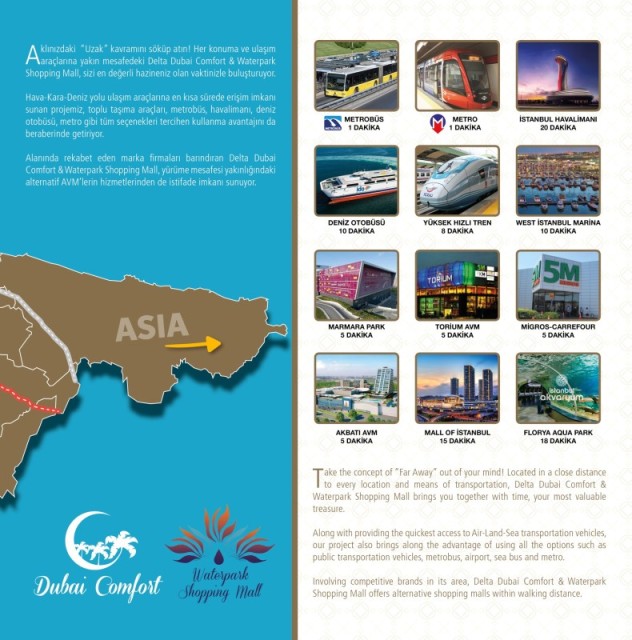 Aklınızdaki "Uzak" kavramını söküp atın! Her konuma ve ulaşım
araçlarına yakın mesafedeki Delta Dubai Comfort & Waterpark
Shopping Mall, sizi en değerli hazineniz olan vaktinizle buluşturuyor.
Hava-Kara-Deniz yolu ulaşım araçlarına en kısa sürede erişim imkanı
sunan projemiz, toplu taşıma araçları, metrobüs, havalimanı, deniz
otobüsü, metro gibi tüm seçenekleri tercihen kullanma avantajını da
beraberinde getiriyor.
Alanında rekabet eden marka firmaları barındıran Delta Dubai
Comfort & Waterpark Shopping Mall, yürüme mesafesi yakınlığındaki
alternatif AVM'lerin hizmetlerinden de istifade imkanı sunuyor.
ASIA
Dubai Comfort
Waterpark
Shopping Mall
METROBÜS
1 DAKİKA
M
METRO
1 DAKİKA
İSTANBUL HAVALİMANI
20 DAKİKA
DENİZ OTOBÜSÜ
10 DAKİKA
YÜKSEK HIZLI TREN
8 DAKİKA
WEST İSTANBUL MARINA
10 DAKİKA
MARMARA PARK
5 DAKİKA
TORIUM
TORİUM AVM
5 DAKİKA
5M
MİGROS-CARREFOUR
5 DAKİKA
AKBATI AVM
5 DAKİKA
MALL OF İSTANBUL
15 DAKİKA
istanbul
akvaryum
FLORYA AQUA PARK
18 DAKİKA
Take the concept of "Far Away" out of your mind! Located in a close distance
to every location and means of transportation, Delta Dubai Comfort &
Waterpark Shopping Mall brings you together with time, your most valuable
treasure.
Along with providing the quickest access to Air-Land-Sea transportation vehicles,
our project also brings along the advantage of using all the options such as
public transportation vehicles, metrobus, airport, sea bus and metro.
Involving competitive brands in its area, Delta Dubai Comfort & Waterpark
Shopping Mall offers alternative shopping malls within walking distance.